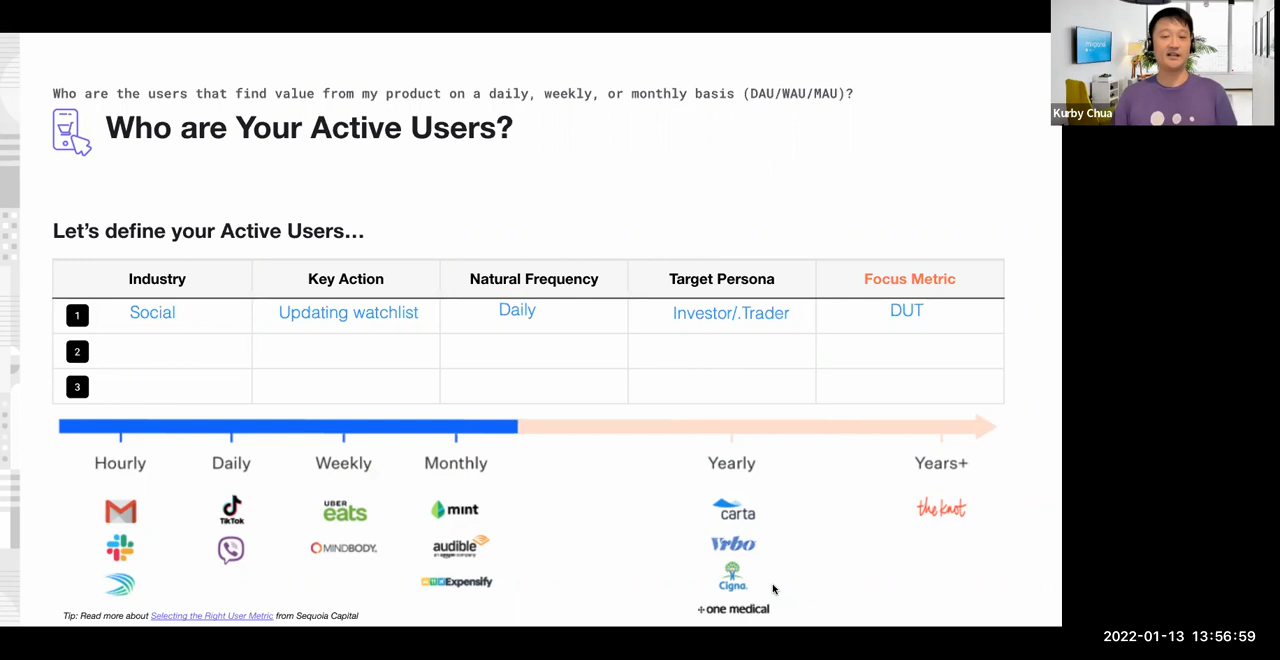 Who are the users that find value from my product on a daily, weekly, or monthly basis (DAU/WAU/MAU)?
Who are Your Active Users?
Let's define your Active Users...
Industry Key Action Natural Frequency Target Persona Focus Metric
1 Social Updating watchlist Daily Investor/.Trader DUT
2
3
Hourly Daily Weekly Monthly Yearly Years+
TikTok
UBER eats
MINDBODY.
mint
audible
an amazon company
Expensify
carta
Vrbo
Cigna.
one medical
the knot
Tip: Read more about Selecting the Right User Metric from Sequoia Capital
Kurby Chua
2022-01-13 13:56:59